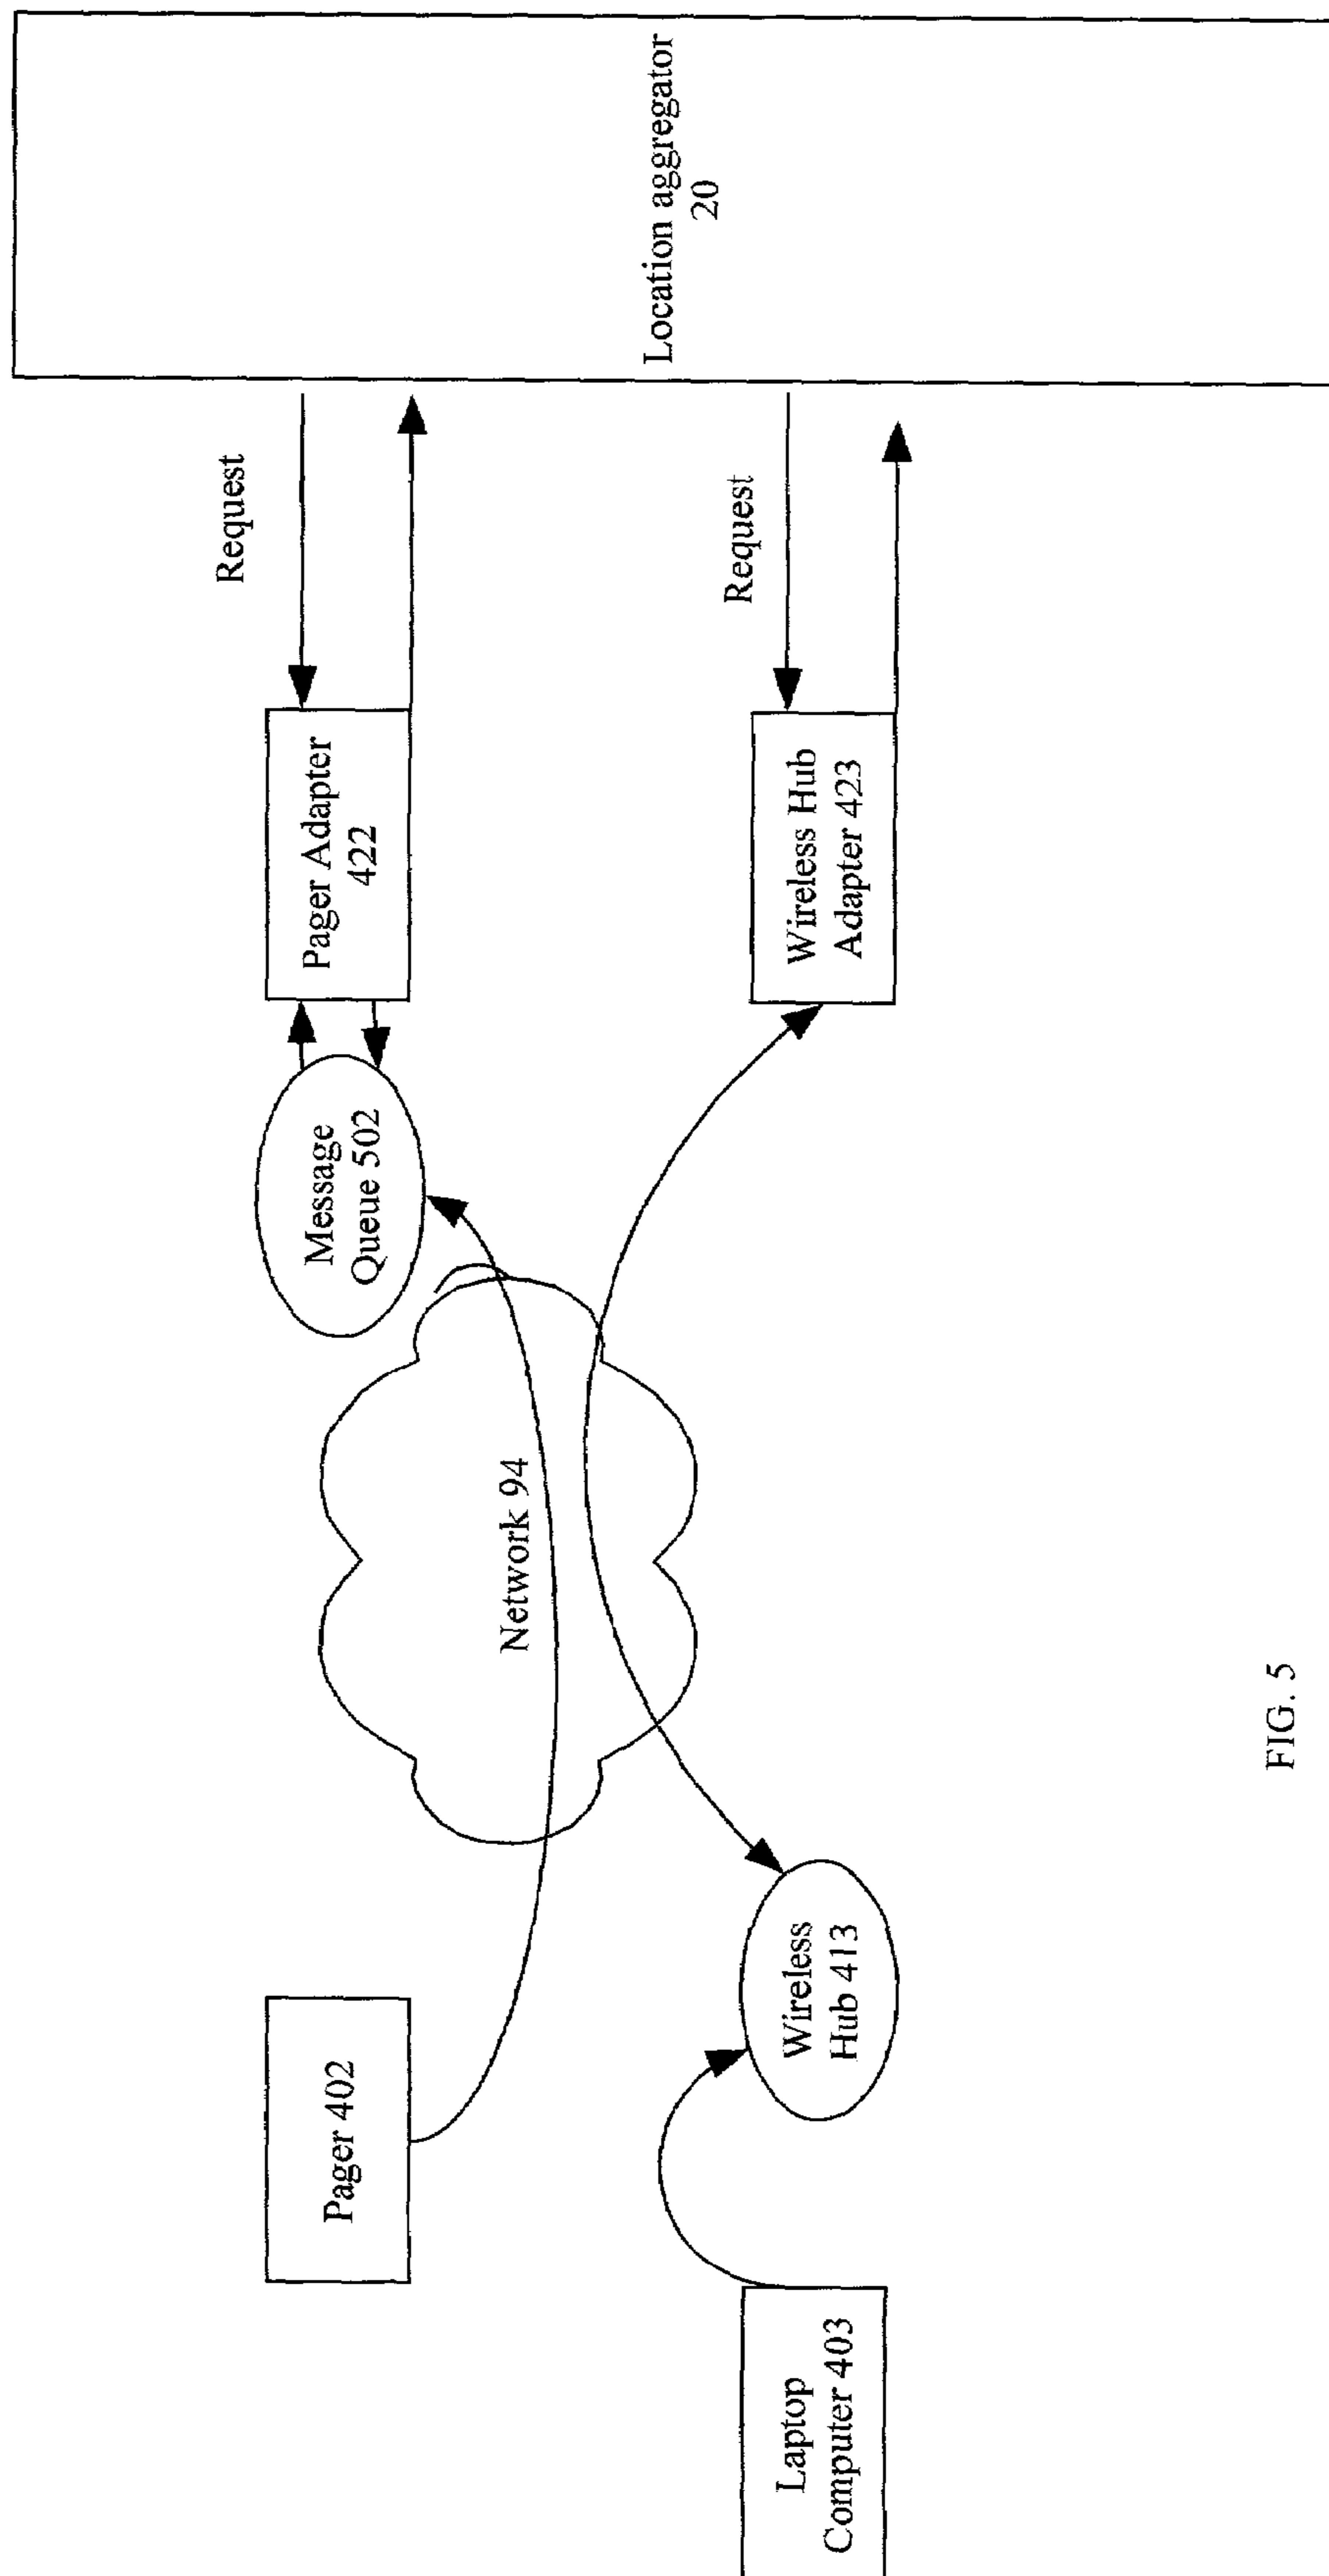 Pager 402
Laptop
Computer 403
Wireless
Hub 413
Network 94
Message
Queue 502
Pager Adapter
422
Wireless Hub
Adapter 423
Request
Request
Location aggregator
20
FIG. 5